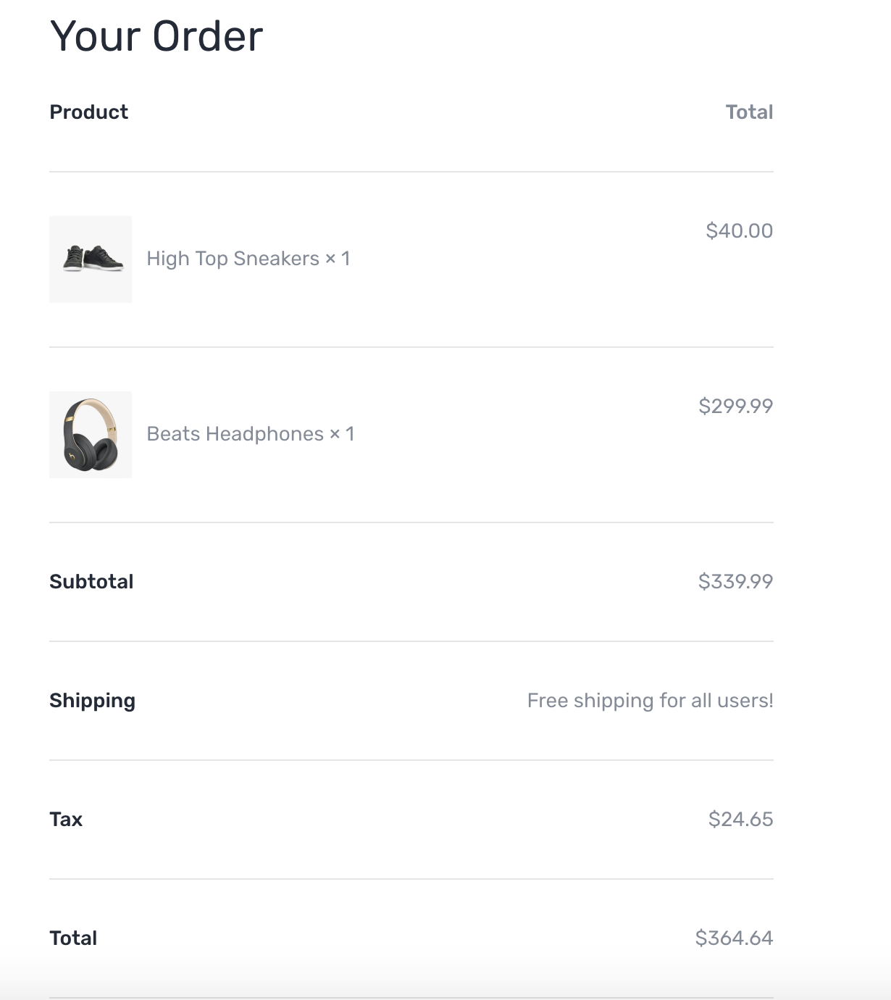 Your Order
Product Total
$40.00
High Top Sneakers × 1
$299.99
Beats Headphones × 1
Subtotal $339.99
Shipping Free shipping for all users!
Tax $24.65
Total $364.64